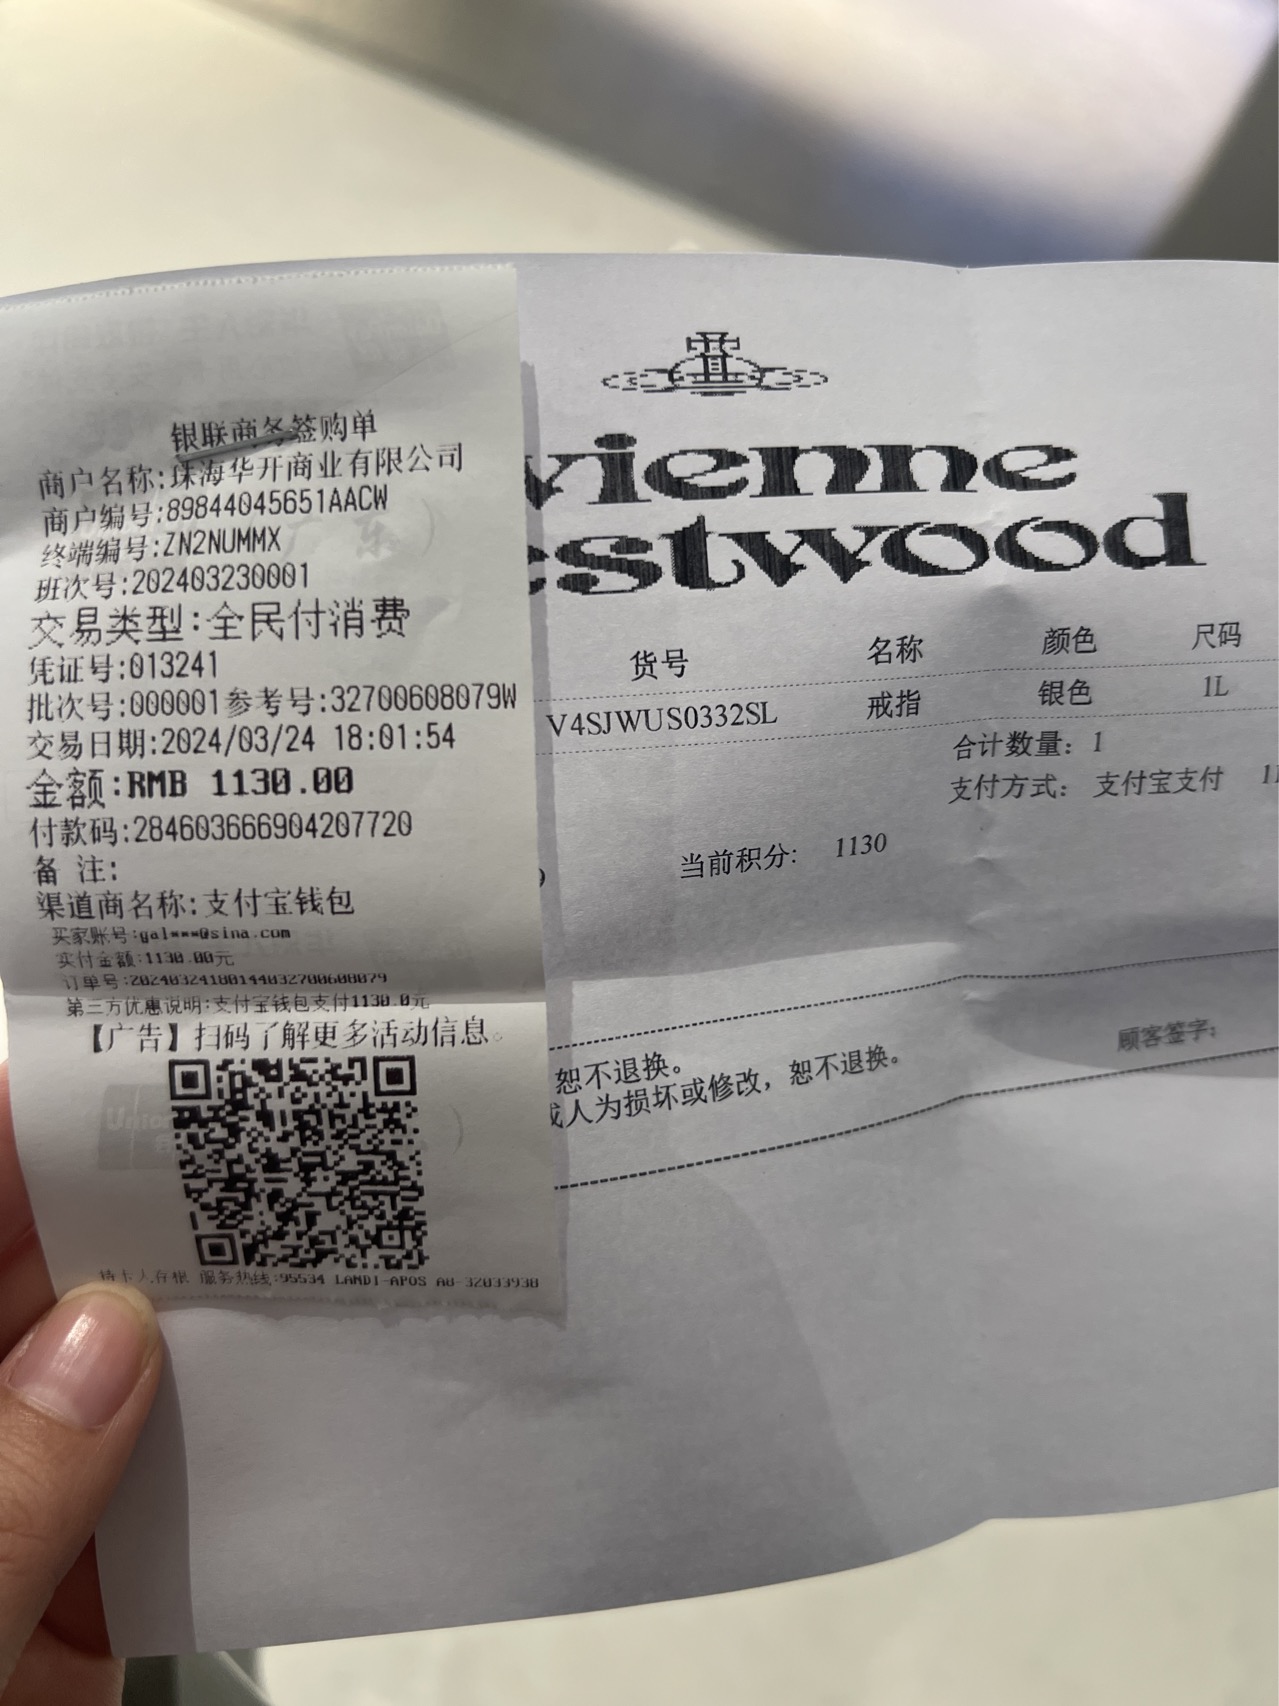 银联商务签购单
商户名称:珠海华开商业有限公司
商户编号:89844045651AACW
终端编号:ZN2NUMMX
班次号:202403230001
交易类型:全民付消费
凭证号:013241
批次号:000001参考号:32700608079W
交易日期:2024/03/24 18:01:54
金额:RMB 1130.00
付款码:284603666904207720
备 注:
渠道商名称:支付宝钱包
买家账号:gal***@sina.com
实付金额:1130.00元
订单号:20240324180144032700608079
第三方优惠说明:支付宝钱包支付1130.0元
【广告】扫码了解更多活动信息。
持卡人存根 服务热线:95534 LANDI-APOS A8-32033938
vienne
estwood
货号 名称 颜色 尺码
V4SJWUS0332SL 戒指 银色 1L
合计数量: 1
支付方式: 支付宝支付 11
当前积分: 1130
顾客签字:
恕不退换。
或人为损坏或修改，恕不退换。